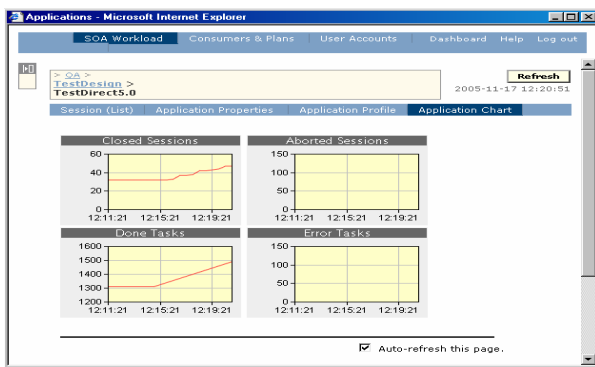 Applications - Microsoft Internet Explorer
SOA Workload Consumers & Plans User Accounts Dashboard Help Log out
> QA >
TestDesign >
TestDirect5.0
Refresh
2005-11-17 12:20:51
Session (List) Application Properties Application Profile Application Chart
Closed Sessions
60
40
20
0
12:11:21 12:15:21 12:19:21
Aborted Sessions
150
100
50
0
12:11:21 12:15:21 12:19:21
Done Tasks
1600
1500
1400
1300
1200
12:11:21 12:15:21 12:19:21
Error Tasks
150
100
50
0
12:11:21 12:15:21 12:19:21
Auto-refresh this page.